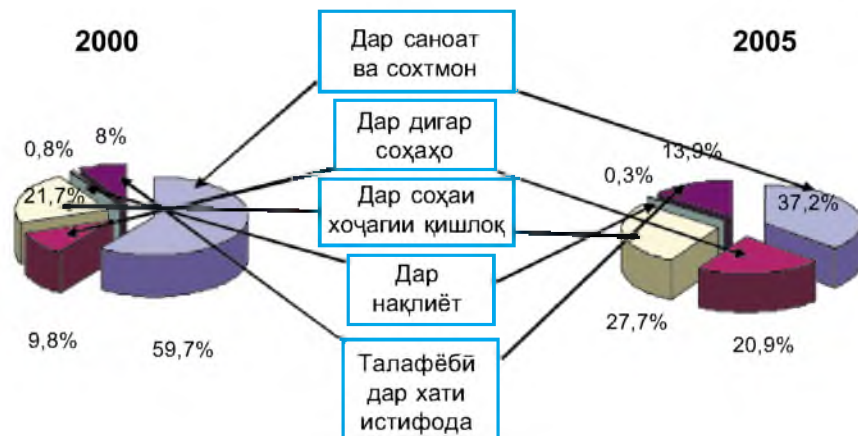 2000
Дар саноат
ва сохтмон
2005
Дар дигар
соҳаҳо
Дар соҳаи
хоҷагии қишлоқ
Дар
нақлиёт
Талафёбӣ
дар хати
истифода
0,8%
8%
21,7%
9,8%
59,7%
13,9%
0,3%
37,2%
27,7%
20,9%